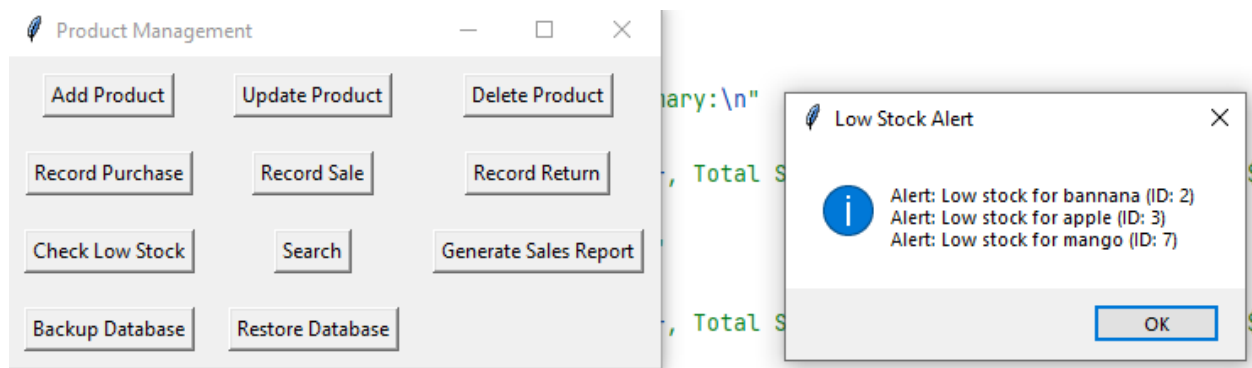 Product Management
Add Product
Update Product
Delete Product
Record Purchase
Record Sale
Record Return
Check Low Stock
Search
Generate Sales Report
Backup Database
Restore Database
:\n"
, Total S
"
, Total S
Low Stock Alert
Alert: Low stock for bannana (ID: 2)
Alert: Low stock for apple (ID: 3)
Alert: Low stock for mango (ID: 7)
OK